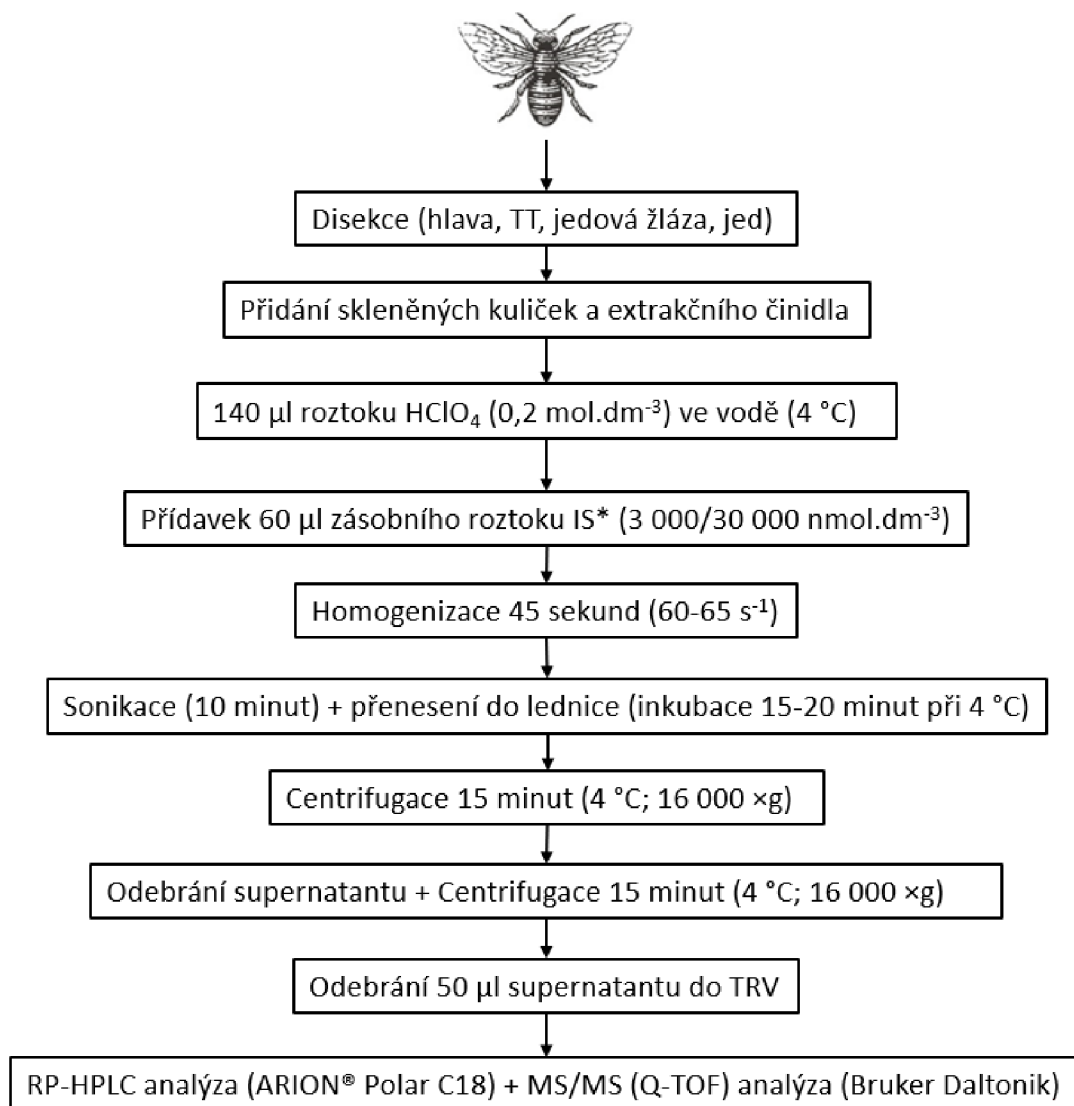 Disekce (hlava, TT, jedová žláza, jed)
Přidání skleněných kuliček a extrakčního činidla
140 µl roztoku HClO₄ (0,2 mol.dm⁻³) ve vodě (4 °C)
Přídavek 60 µl zásobního roztoku IS* (3 000/30 000 nmol.dm⁻³)
Homogenizace 45 sekund (60-65 s⁻¹)
Sonikace (10 minut) + přenesení do lednice (inkubace 15-20 minut při 4 °C)
Centrifugace 15 minut (4 °C; 16 000 ×g)
Odebrání supernatantu + Centrifugace 15 minut (4 °C; 16 000 ×g)
Odebrání 50 µl supernatantu do TRV
RP-HPLC analýza (ARION® Polar C18) + MS/MS (Q-TOF) analýza (Bruker Daltonik)